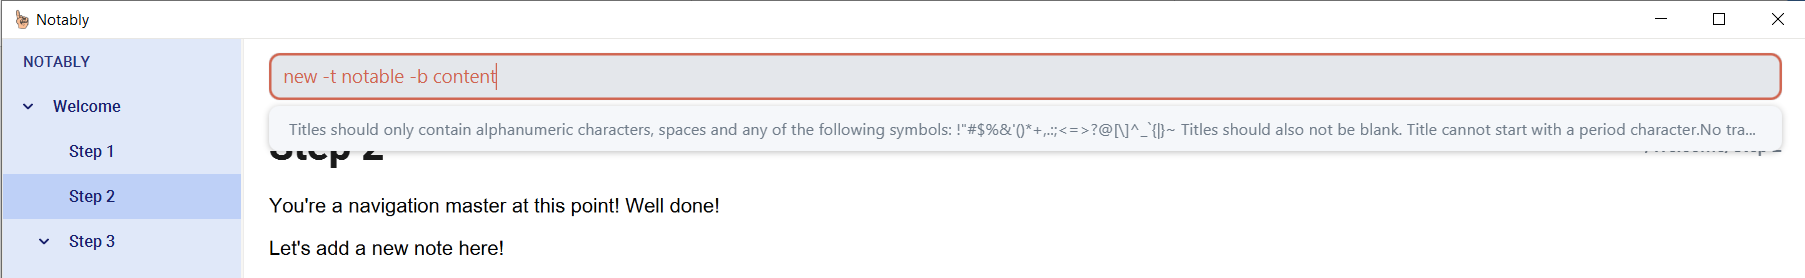 Notably
NOTABLY
Welcome
Step 1
Step 2
Step 3
new -t notable -b content
Titles should only contain alphanumeric characters, spaces and any of the following symbols: !"#$%&'()*+,.:;<=>?@[\]^_`{|}~ Titles should also not be blank. Title cannot start with a period character.No tra...
Step 2
You're a navigation master at this point! Well done!
Let's add a new note here!